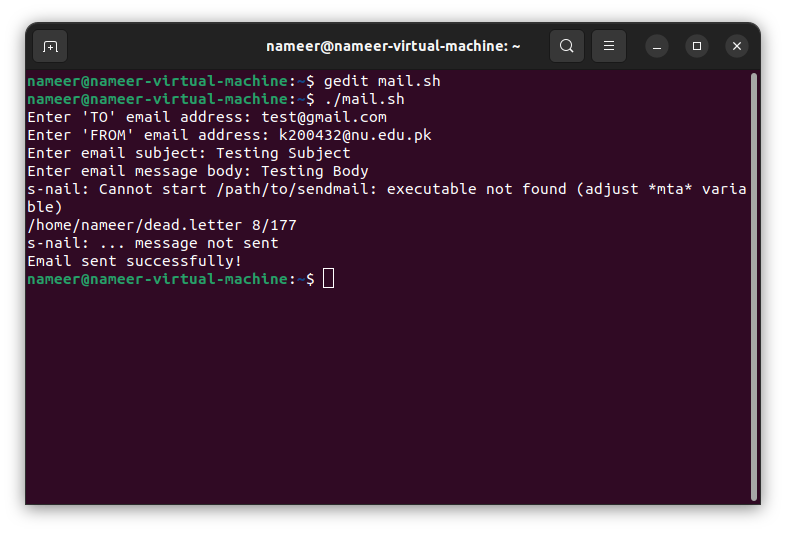 nameer@nameer-virtual-machine: ~
nameer@nameer-virtual-machine:~$ gedit mail.sh
nameer@nameer-virtual-machine:~$ ./mail.sh
Enter 'TO' email address: test@gmail.com
Enter 'FROM' email address: k200432@nu.edu.pk
Enter email subject: Testing Subject
Enter email message body: Testing Body
s-nail: Cannot start /path/to/sendmail: executable not found (adjust *mta* varia
ble)
/home/nameer/dead.letter 8/177
s-nail: ... message not sent
Email sent successfully!
nameer@nameer-virtual-machine:~$